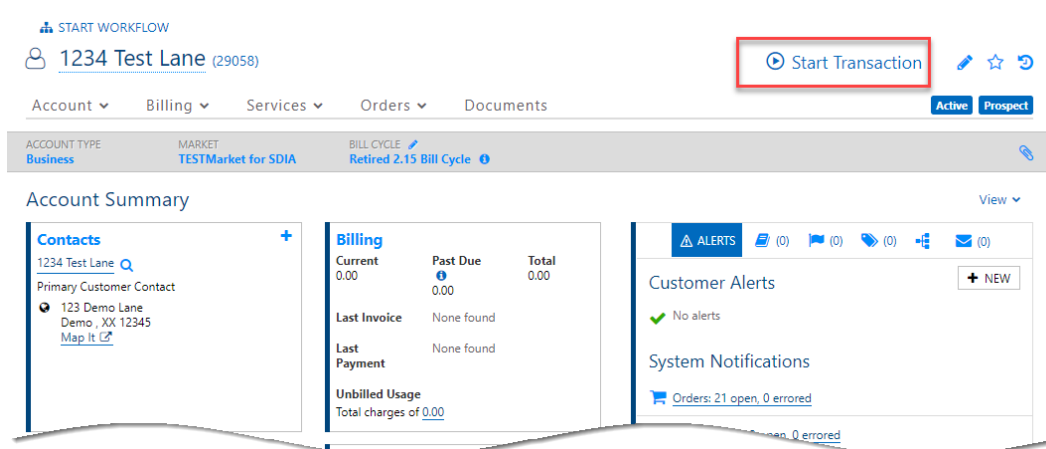 START WORKFLOW
1234 Test Lane (29058)
Start Transaction
Account Billing Services Orders Documents
Active Prospect
ACCOUNT TYPE MARKET BILL CYCLE
Business TESTMarket for SDIA Retired 2.15 Bill Cycle
Account Summary
View
Contacts
1234 Test Lane
Primary Customer Contact
123 Demo Lane
Demo , XX 12345
Map It
Billing
Current Past Due Total
0.00 0.00
0.00
Last Invoice None found
Last None found
Payment
Unbilled Usage
Total charges of 0.00
ALERTS (0) (0) (0) (0)
Customer Alerts
+ NEW
No alerts
System Notifications
Orders: 21 open, 0 errored
open, 0 errored